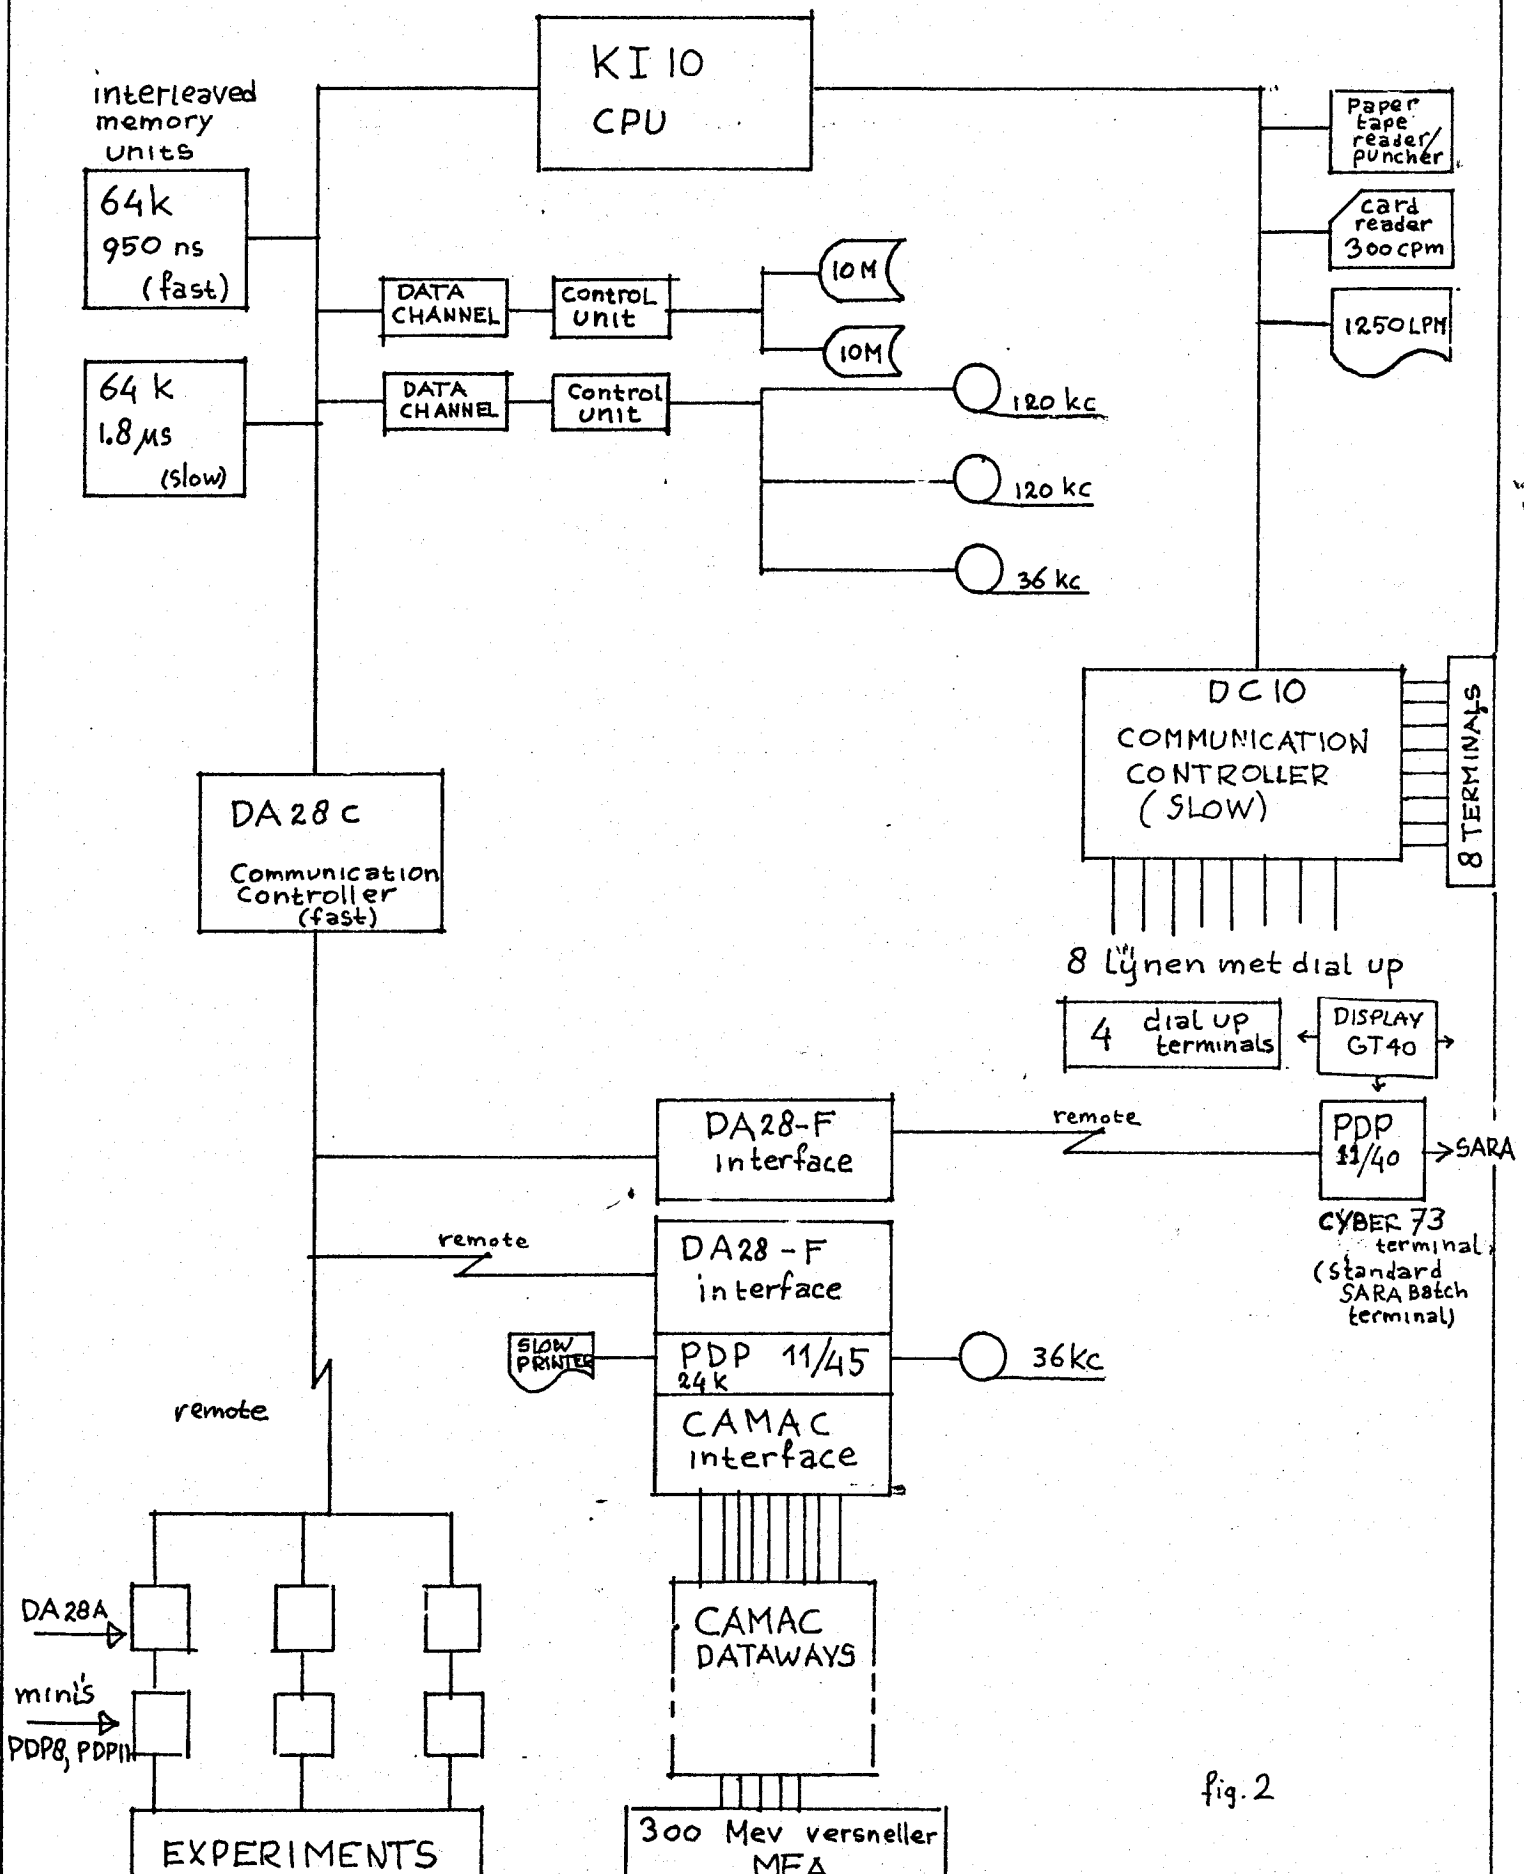 KI 10
CPU
interleaved
memory
units
64k
950 ns
(fast)
64 k
1.8 μs
(slow)
DATA
CHANNEL
Control
unit
10M
10M
DATA
CHANNEL
Control
unit
120 kc
120 kc
36 kc
paper
tape
reader/
puncher
card
reader
300cpm
1250LPM
DC 10
COMMUNICATION
CONTROLLER
(SLOW)
8 TERMINALS
8 lijnen met dial up
4 dial up
terminals
DISPLAY
GT40
DA 28 C
Communication
Controller
(fast)
DA28-F
interface
remote
PDP
11/40
SARA
CYBER 73
terminal
(Standard
SARA Batch
terminal)
remote
DA28-F
interface
SLOW
PRINTER
PDP 11/45
24K
36Kc
CAMAC
interface
remote
DA28A
mini's
PDP8, PDP11
CAMAC
DATAWAYS
EXPERIMENTS
300 Mev versneller
MEA
fig. 2